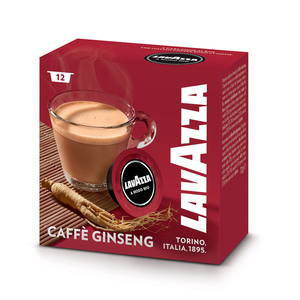 12
LAVAZZA
LAVAZZA
A MODO MIO
CAFFÈ GINSENG
TORINO,
ITALIA, 1895.